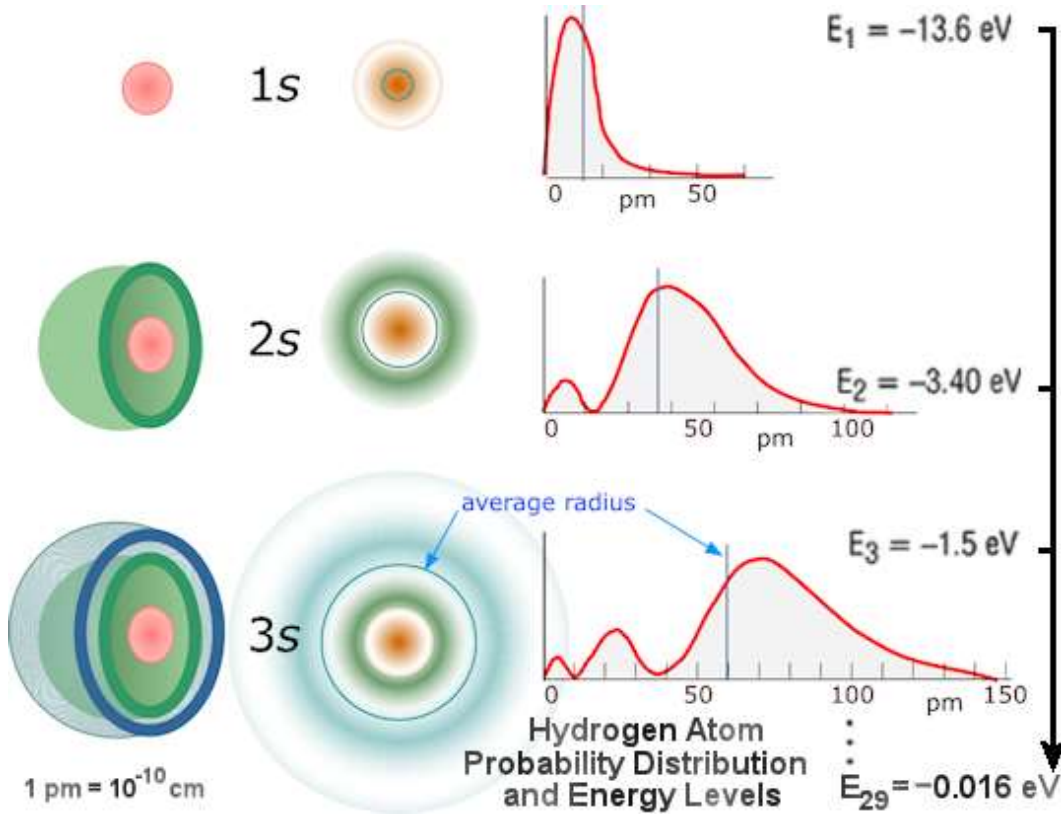 1s
E₁ = −13.6 eV
0 50
pm
2s
E₂ = −3.40 eV
0 50 pm 100
average radius
3s
E₃ = −1.5 eV
0 50 100 pm 150
Hydrogen Atom
Probability Distribution
and Energy Levels
1 pm = 10⁻¹⁰ cm
E₂₉ = −0.016 eV